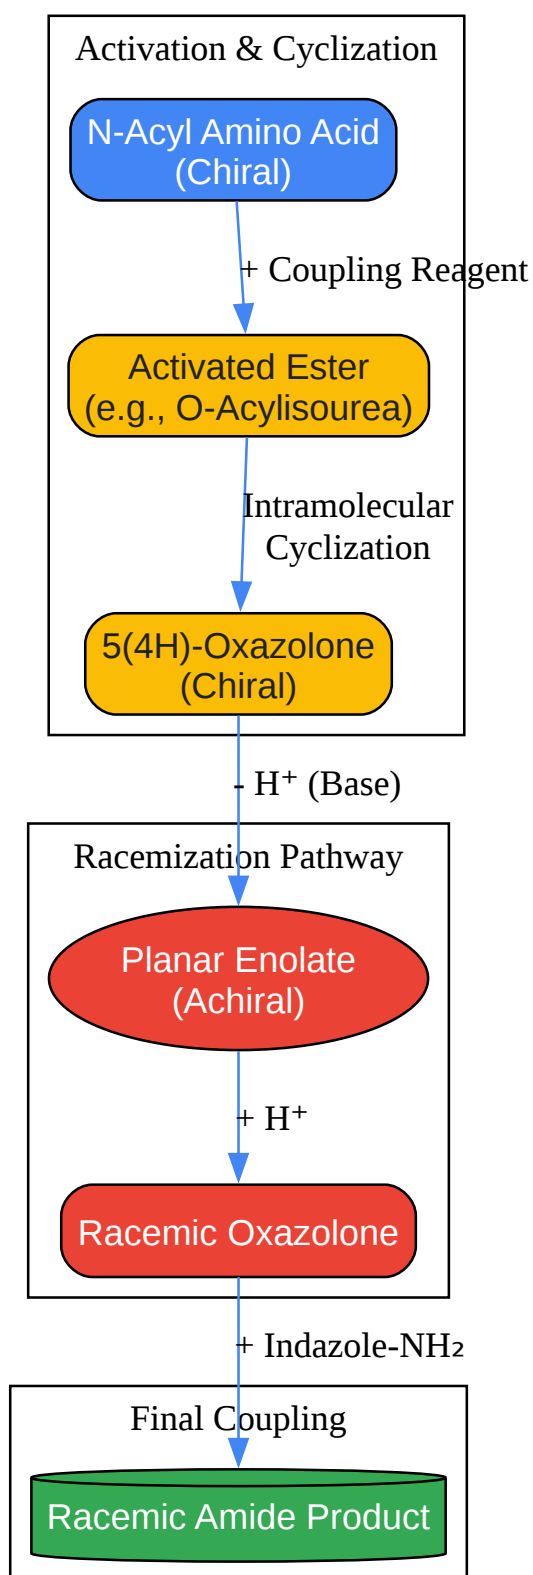 Activation & Cyclization
N-Acyl Amino Acid
(Chiral)
+ Coupling Reagent
Activated Ester
(e.g., O-Acylisourea)
Intramolecular
Cyclization
5(4H)-Oxazolone
(Chiral)
- H⁺ (Base)
Racemization Pathway
Planar Enolate
(Achiral)
+ H⁺
Racemic Oxazolone
+ Indazole-NH₂
Final Coupling
Racemic Amide Product